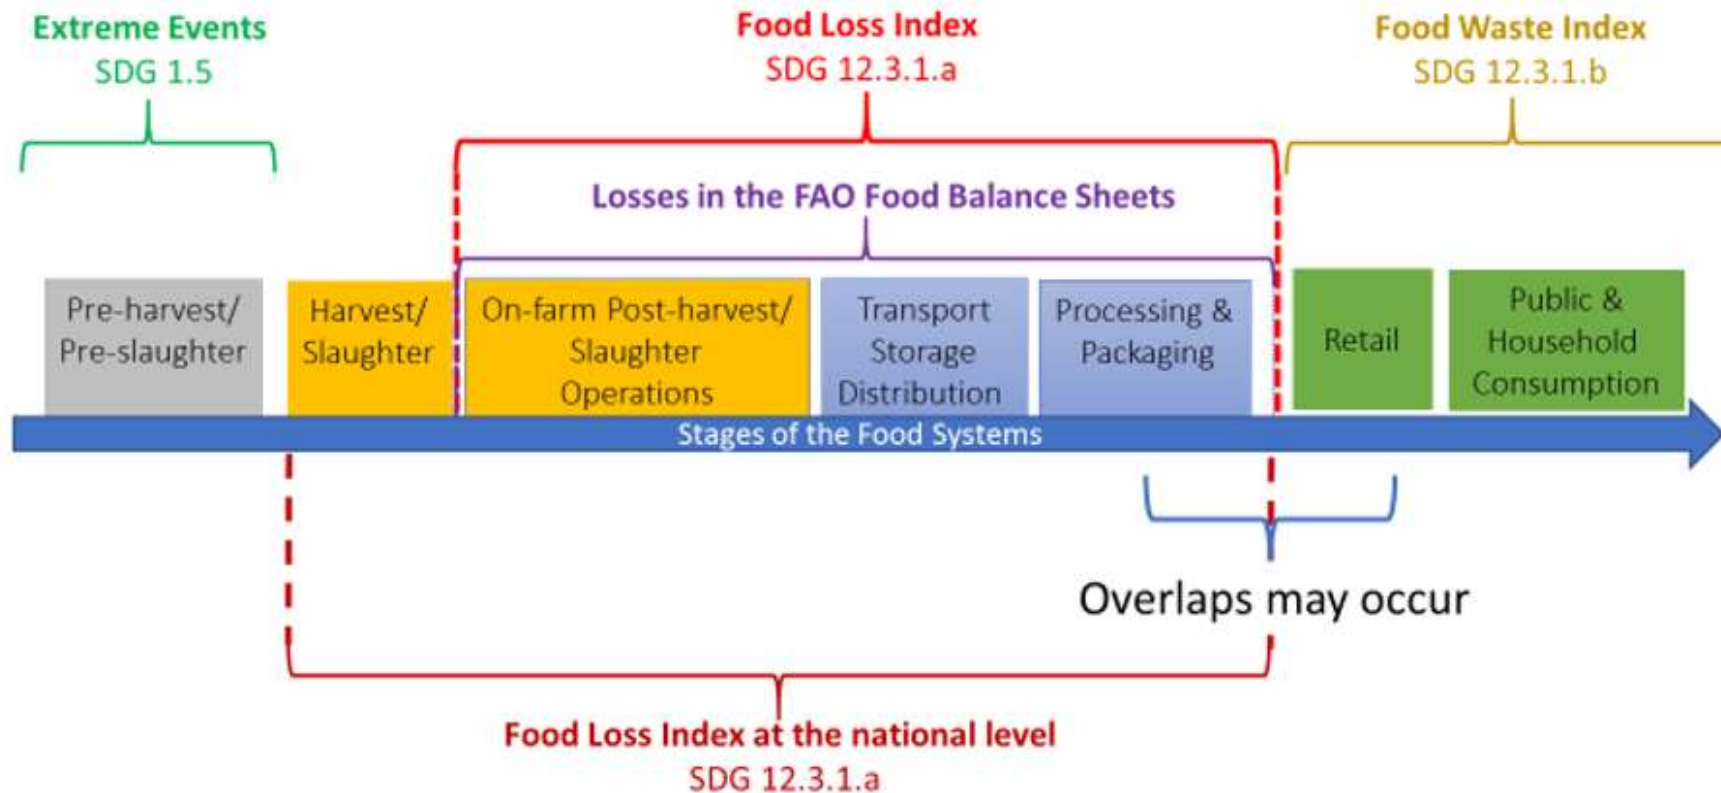 Extreme Events
SDG 1.5
Food Loss Index
SDG 12.3.1.a
Food Waste Index
SDG 12.3.1.b
Losses in the FAO Food Balance Sheets
Pre-harvest/
Pre-slaughter
Harvest/
Slaughter
On-farm Post-harvest/
Slaughter
Operations
Transport
Storage
Distribution
Processing &
Packaging
Retail
Public &
Household
Consumption
Stages of the Food Systems
Overlaps may occur
Food Loss Index at the national level
SDG 12.3.1.a